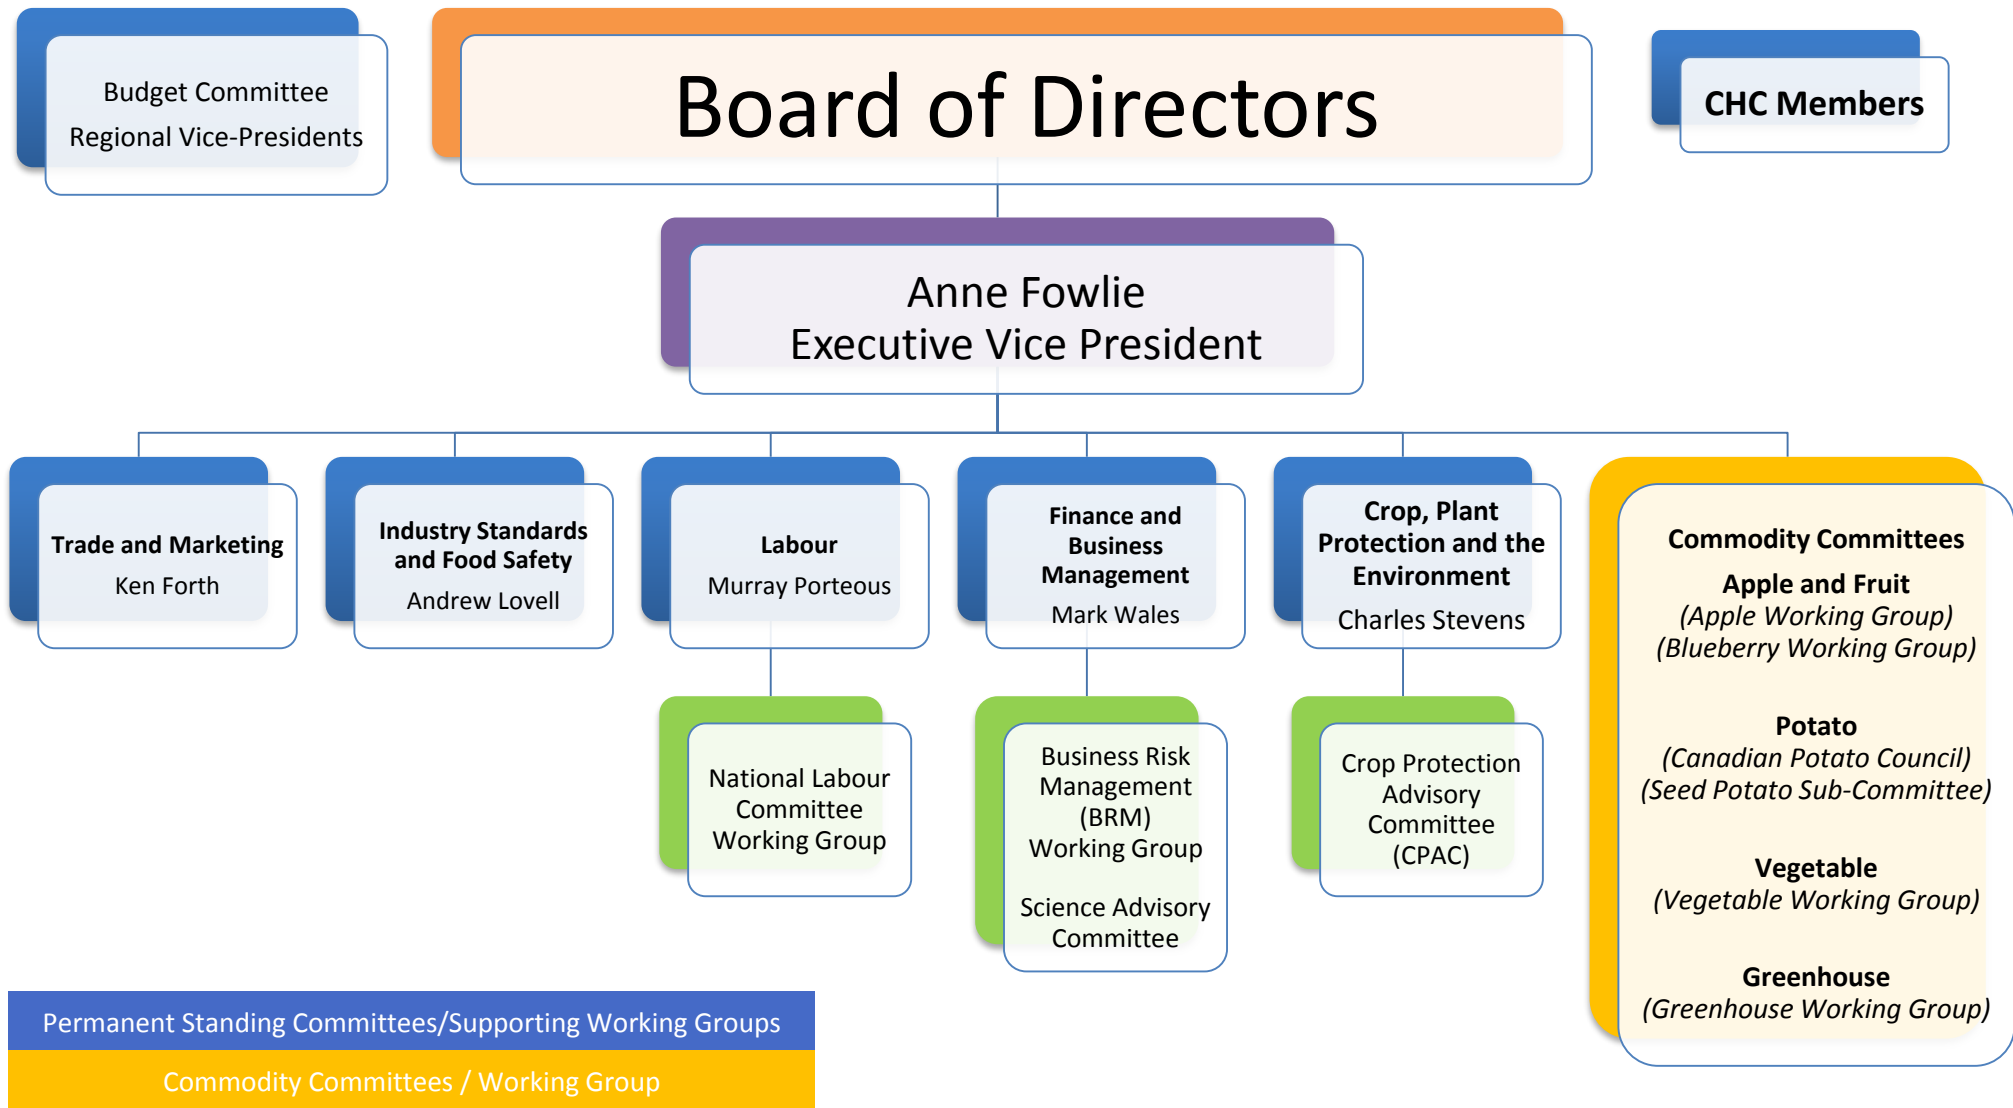 Budget Committee
Regional Vice-Presidents
Board of Directors
CHC Members
Anne Fowlie
Executive Vice President
Trade and Marketing
Ken Forth
Industry Standards
and Food Safety
Andrew Lovell
Labour
Murray Porteous
Finance and
Business
Management
Mark Wales
Crop, Plant
Protection and the
Environment
Charles Stevens
Commodity Committees
Apple and Fruit
(Apple Working Group)
(Blueberry Working Group)
Potato
(Canadian Potato Council)
(Seed Potato Sub-Committee)
Vegetable
(Vegetable Working Group)
Greenhouse
(Greenhouse Working Group)
National Labour
Committee
Working Group
Business Risk
Management
(BRM)
Working Group
Science Advisory
Committee
Crop Protection
Advisory
Committee
(CPAC)
Permanent Standing Committees/Supporting Working Groups
Commodity Committees / Working Group